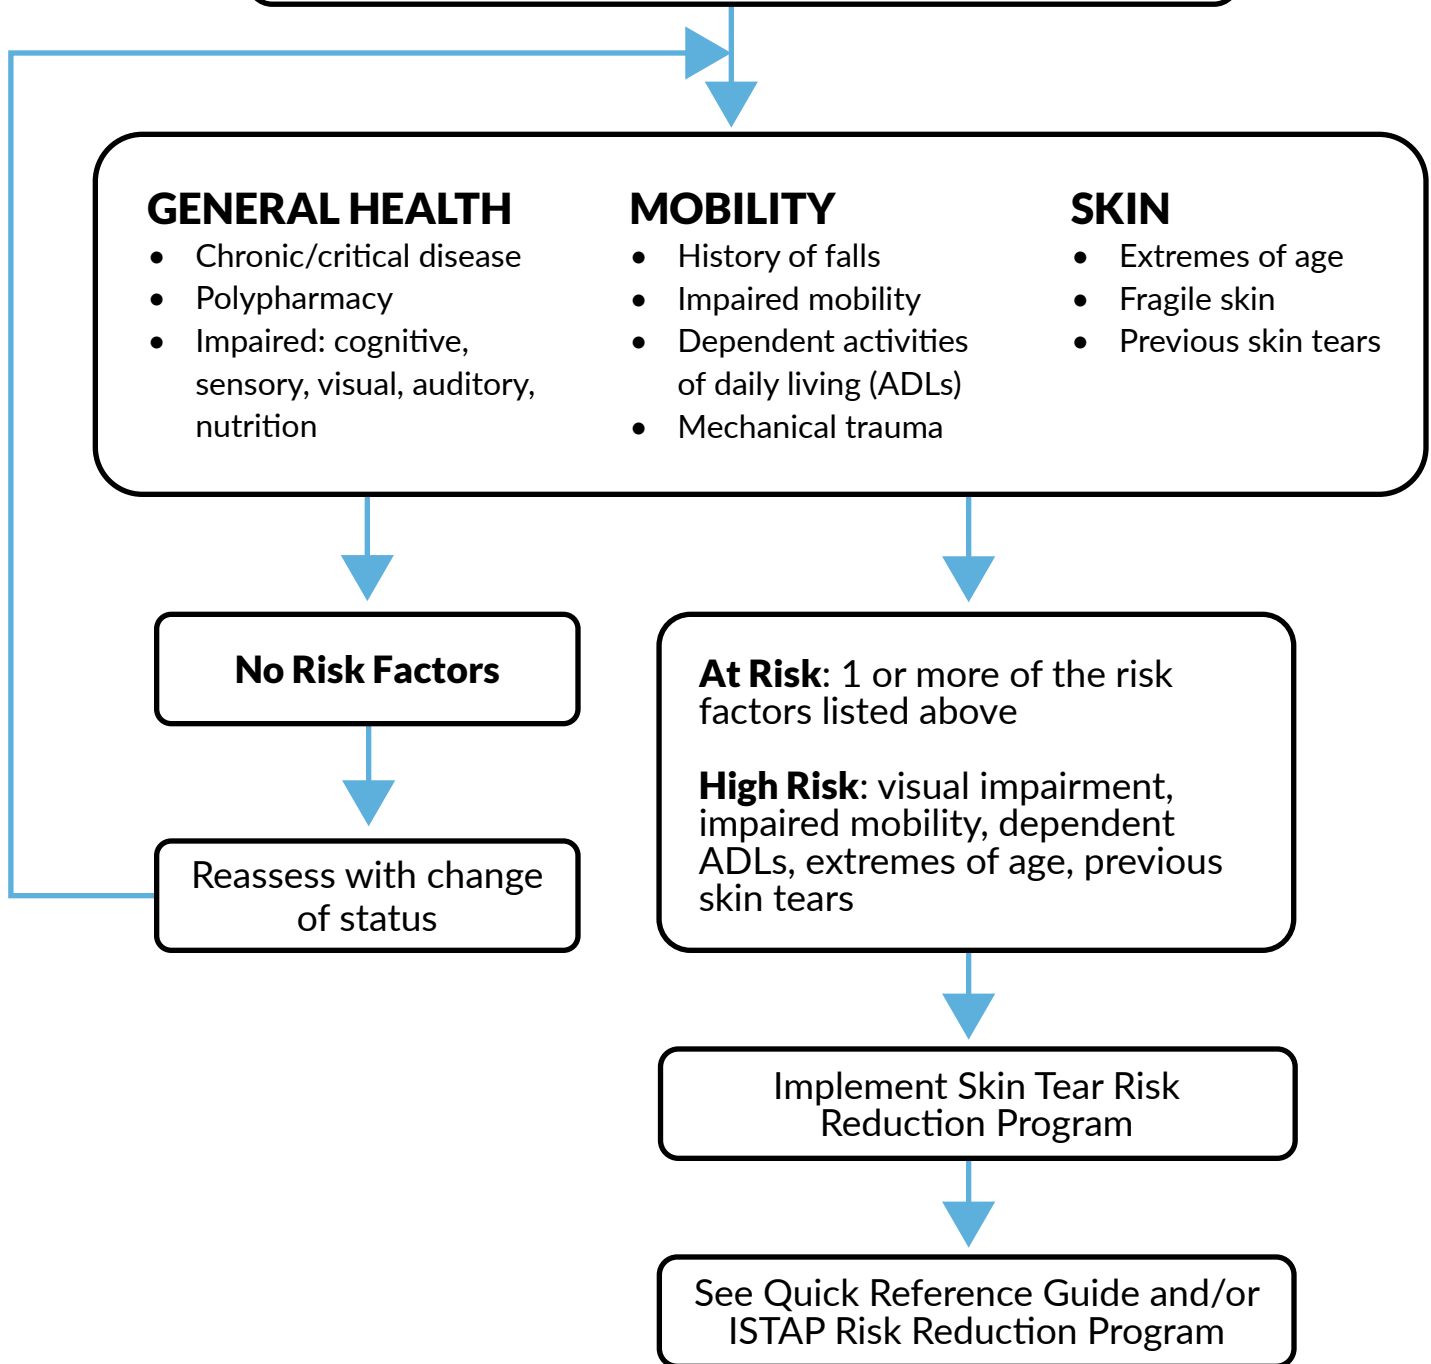 GENERAL HEALTH
• Chronic/critical disease
• Polypharmacy
• Impaired: cognitive,
sensory, visual, auditory,
nutrition
MOBILITY
• History of falls
• Impaired mobility
• Dependent activities
of daily living (ADLs)
• Mechanical trauma
SKIN
• Extremes of age
• Fragile skin
• Previous skin tears
No Risk Factors
Reassess with change
of status
At Risk: 1 or more of the risk
factors listed above
High Risk: visual impairment,
impaired mobility, dependent
ADLs, extremes of age, previous
skin tears
Implement Skin Tear Risk
Reduction Program
See Quick Reference Guide and/or
ISTAP Risk Reduction Program